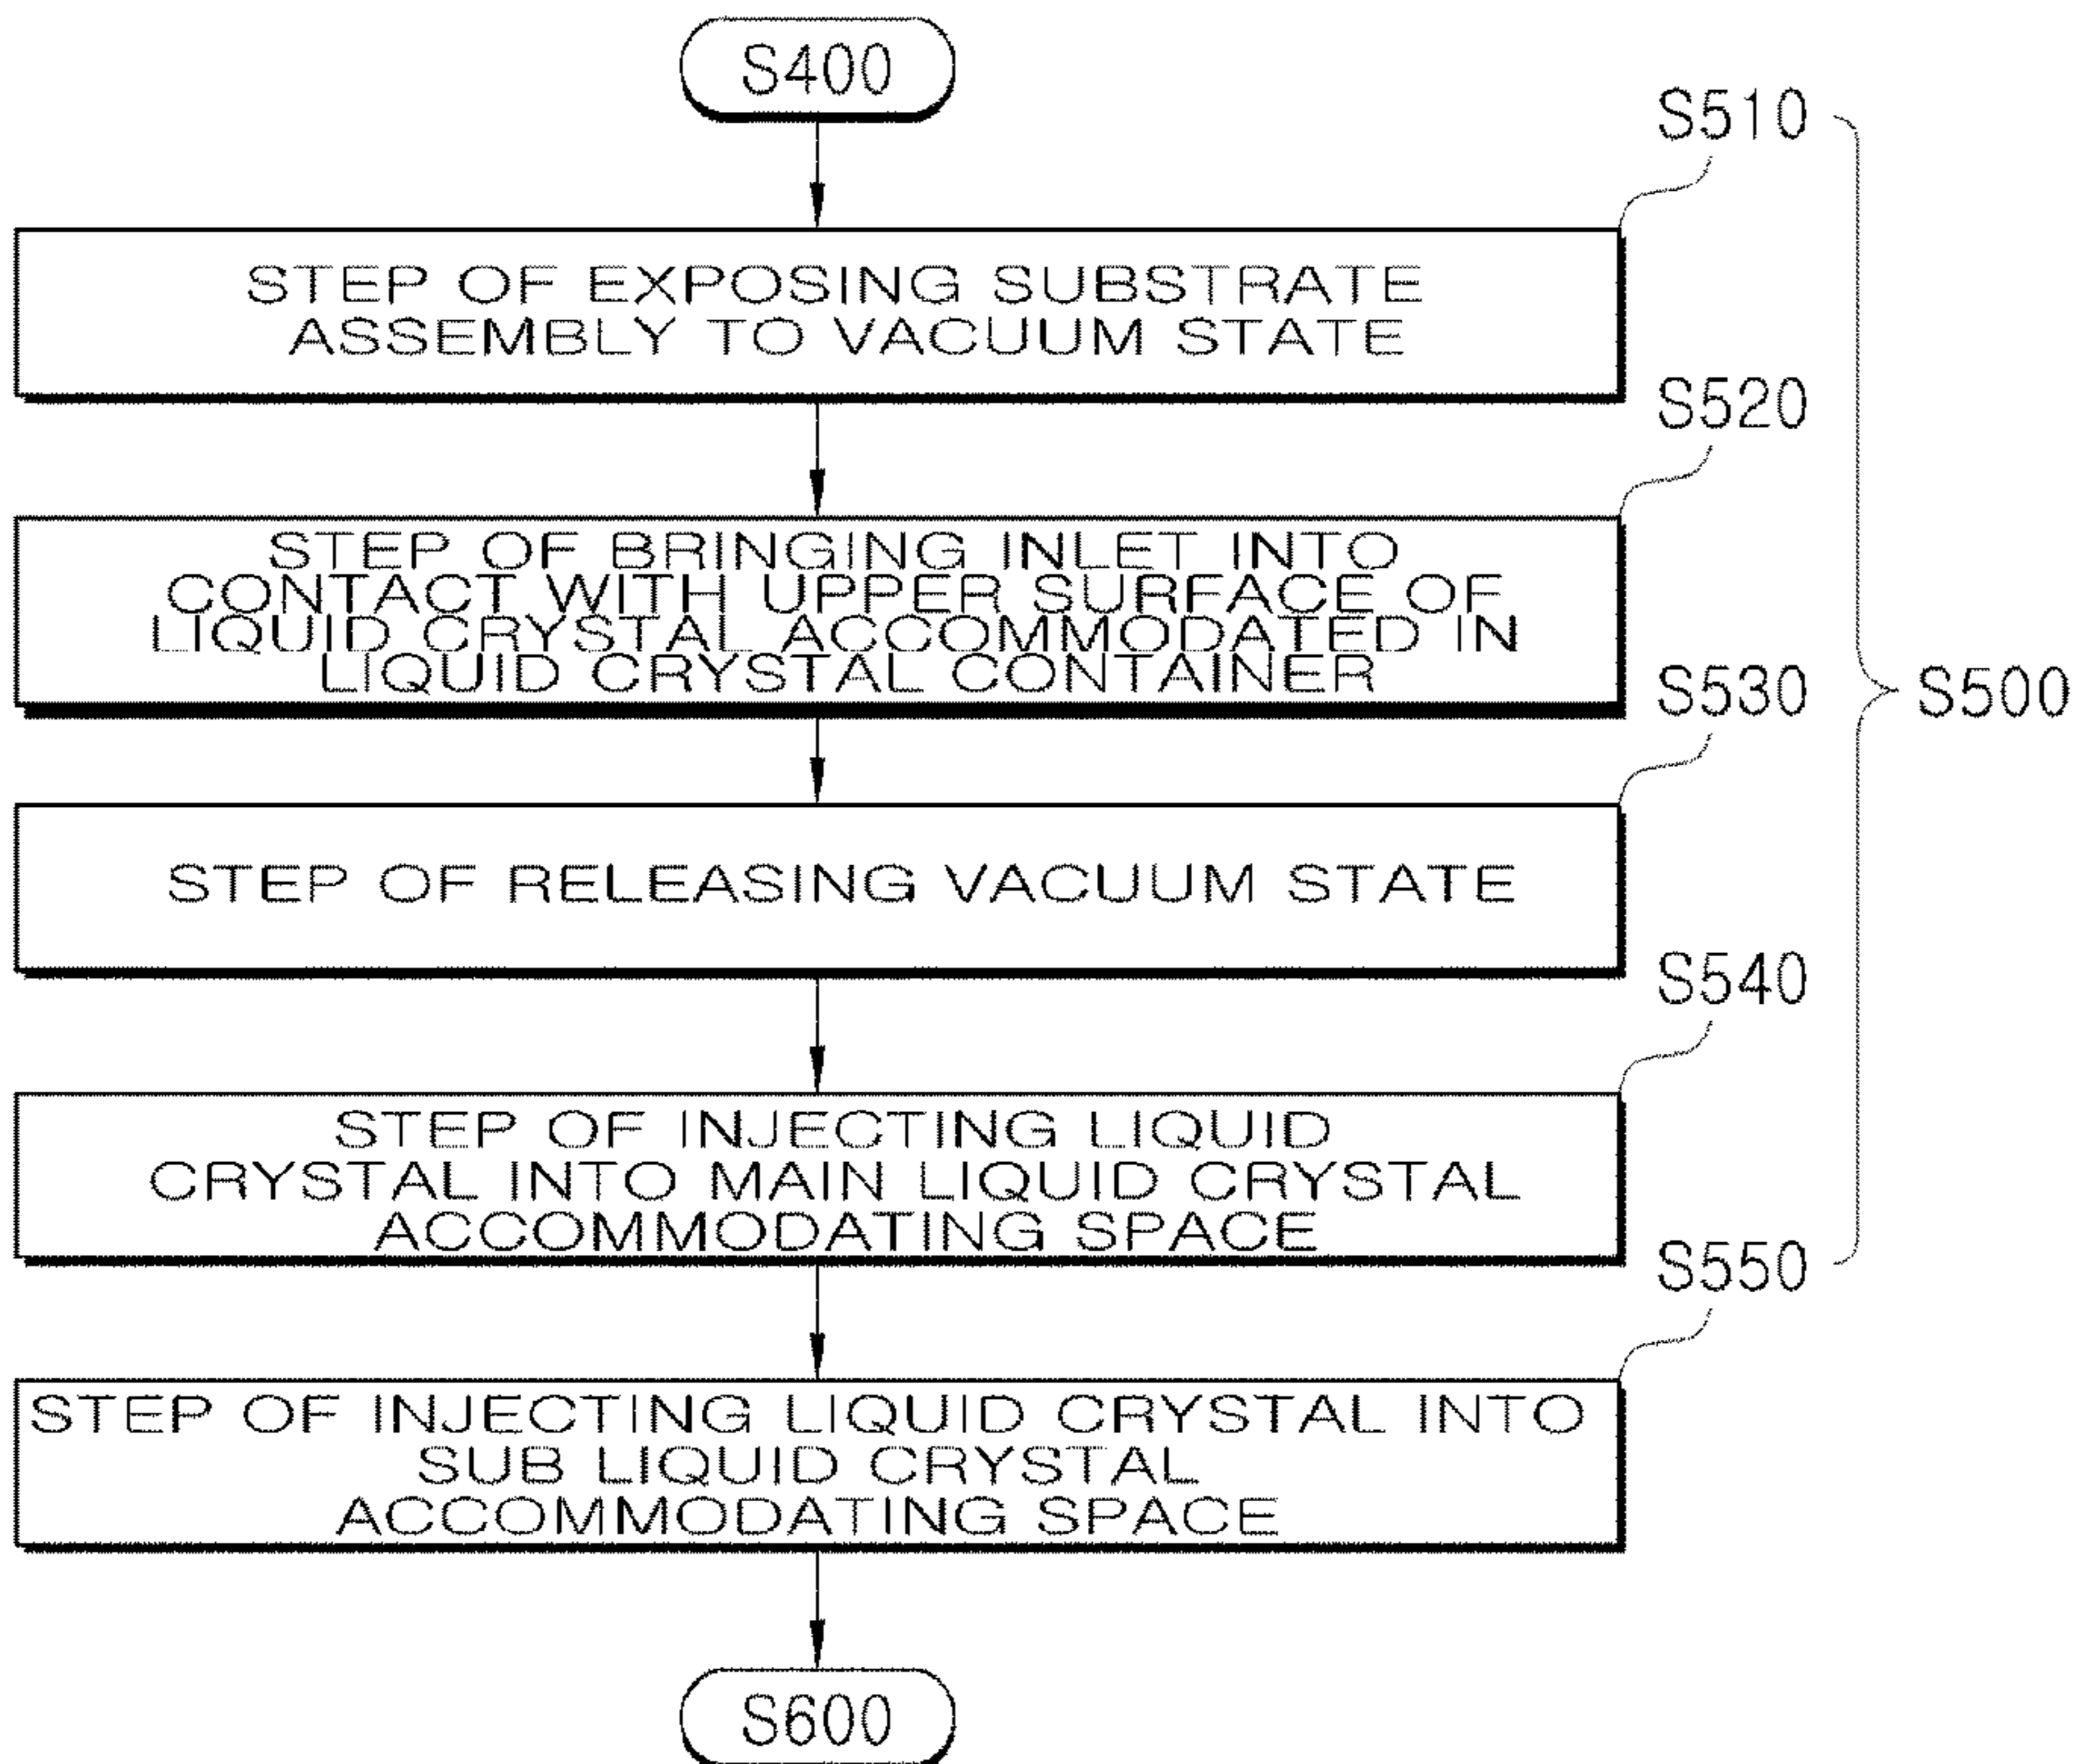 S400
S510
STEP OF EXPOSING SUBSTRATE
ASSEMBLY TO VACUUM STATE
S520
STEP OF BRINGING INLET INTO
CONTACT WITH UPPER SURFACE OF
LIQUID CRYSTAL ACCOMMODATED IN
LIQUID CRYSTAL CONTAINER
S530
S500
STEP OF RELEASING VACUUM STATE
S540
STEP OF INJECTING LIQUID
CRYSTAL INTO MAIN LIQUID CRYSTAL
ACCOMMODATING SPACE
S550
STEP OF INJECTING LIQUID CRYSTAL INTO
SUB LIQUID CRYSTAL
ACCOMMODATING SPACE
S600